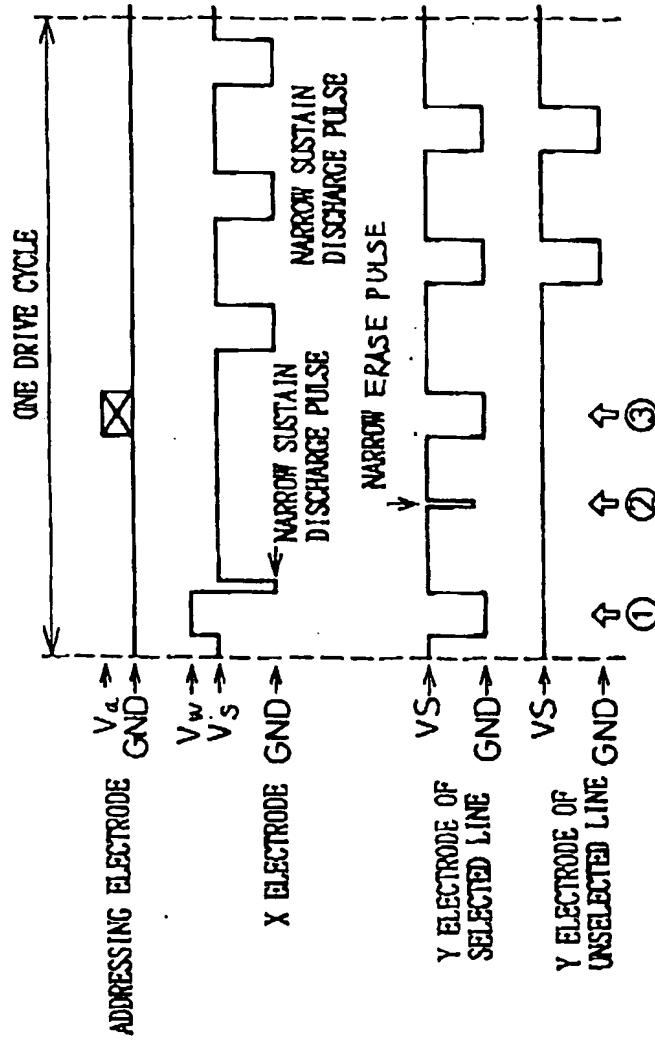 ONE DRIVE CYCLE
ADDRESSING ELECTRODE
Va
GND
X ELECTRODE
Vw
Vs
GND
NARROW SUSTAIN
DISCHARGE PULSE
NARROW SUSTAIN
DISCHARGE PULSE
NARROW ERASE PULSE
Y ELECTRODE OF
SELECTED LINE
VS
GND
Y ELECTRODE OF
UNSELECTED LINE
VS
GND
① ② ③